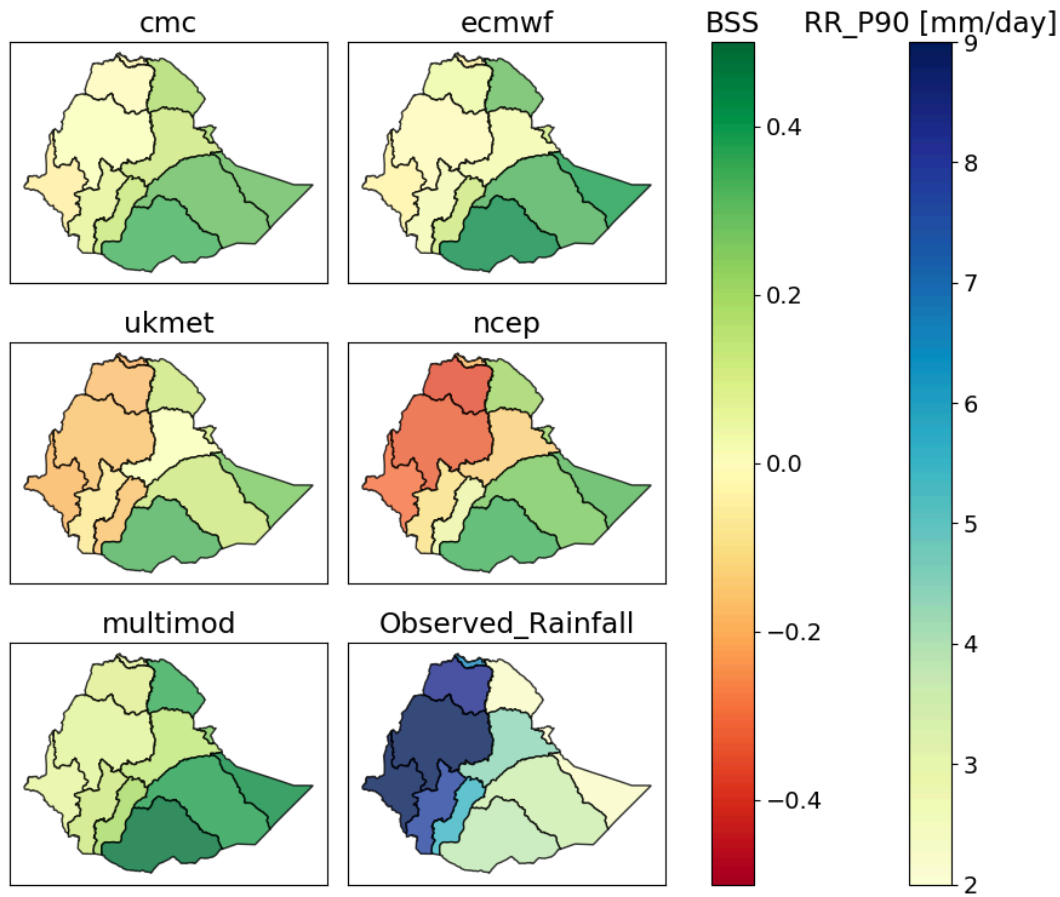 cmc
ecmwf
BSS
RR_P90 [mm/day]
ukmet
ncep
multimod
Observed_Rainfall
0.4
0.2
0.0
−0.2
−0.4
9
8
7
6
5
4
3
2